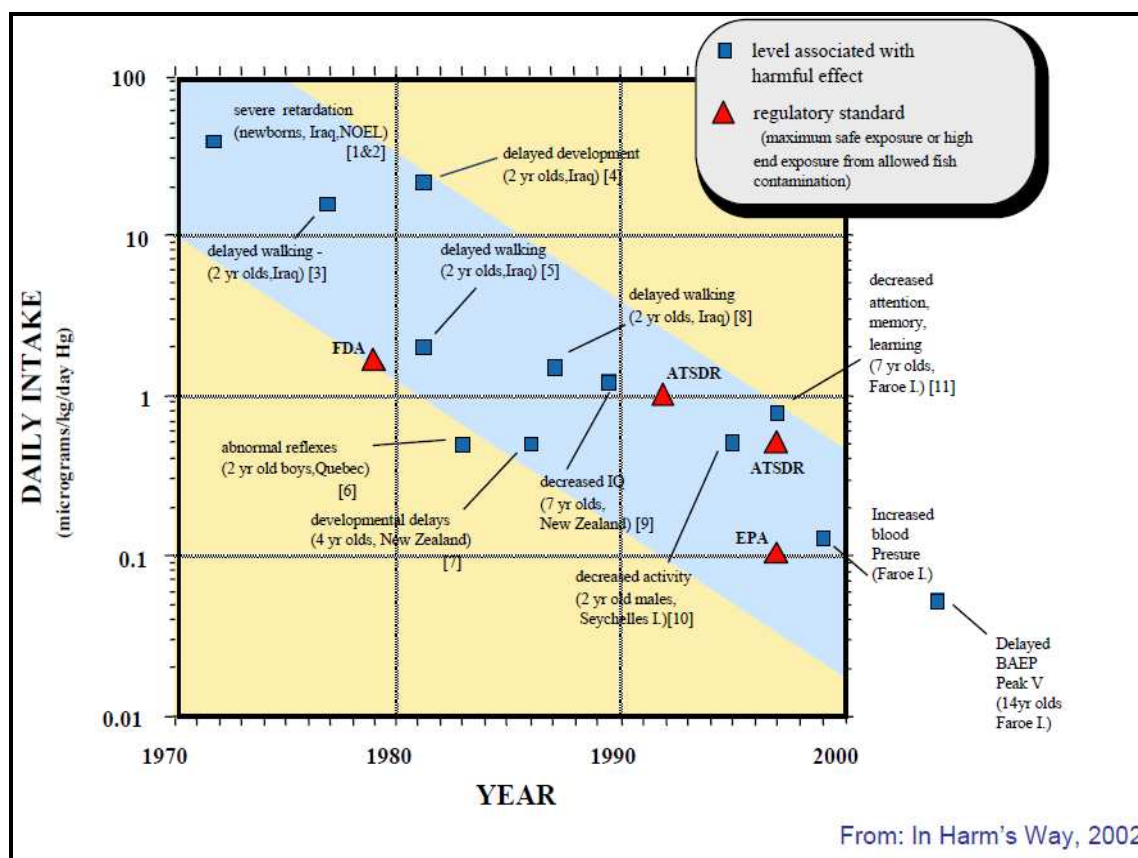 level associated with
harmful effect
regulatory standard
(maximum safe exposure or high
end exposure from allowed fish
contamination)
DAILY INTAKE
(micrograms/kg/day Hg)
100
10
1
0.1
0.01
severe retardation
(newborns, Iraq,NOEL)
[1&2]
delayed development
(2 yr olds,Iraq) [4]
delayed walking -
(2 yr olds,Iraq) [3]
delayed walking
(2 yr olds,Iraq) [5]
delayed walking
(2 yr olds, Iraq) [8]
decreased
attention,
memory,
learning
(7 yr olds,
Faroe I.) [11]
FDA
ATSDR
abnormal reflexes
(2 yr old boys,Quebec)
[6]
developmental delays
(4 yr olds, New Zealand)
[7]
decreased IQ
(7 yr olds,
New Zealand) [9]
ATSDR
EPA
decreased activity
(2 yr old males,
Seychelles I.)[10]
Increased
blood
Presure
(Faroe I.)
Delayed
BAEP
Peak V
(14yr olds
Faroe I.)
1970
1980
1990
2000
YEAR
From: In Harm's Way, 2002